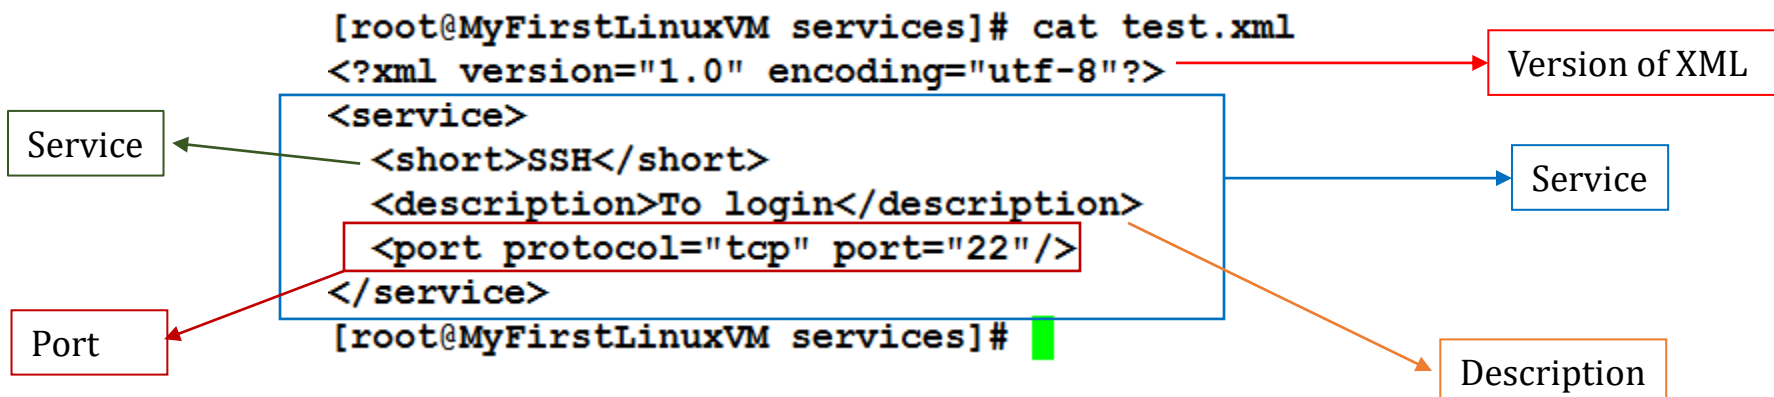 [root@MyFirstLinuxVM services]# cat test.xml
<?xml version="1.0" encoding="utf-8"?>
Version of XML
<service>
Service
<short>SSH</short>
Service
<description>To login</description>
<port protocol="tcp" port="22"/>
</service>
Port
[root@MyFirstLinuxVM services]#
Description